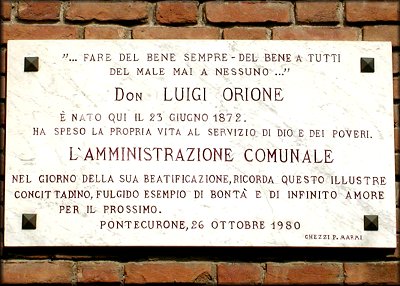 "... FARE DEL BENE SEMPRE - DEL BENE A TUTTI
DEL MALE MAI A NESSUNO ..."
DON LUIGI ORIONE
È NATO QUI IL 23 GIUGNO 1872.
HA SPESO LA PROPRIA VITA AL SERVIZIO DI DIO E DEI POVERI.
L'AMMINISTRAZIONE COMUNALE
NEL GIORNO DELLA SUA BEATIFICAZIONE, RICORDA QUESTO ILLUSTRE
CONCITTADINO, FULGIDO ESEMPIO DI BONTÀ E DI INFINITO AMORE
PER IL PROSSIMO.
PONTECURONE, 26 OTTOBRE 1980
GHEZZI P.